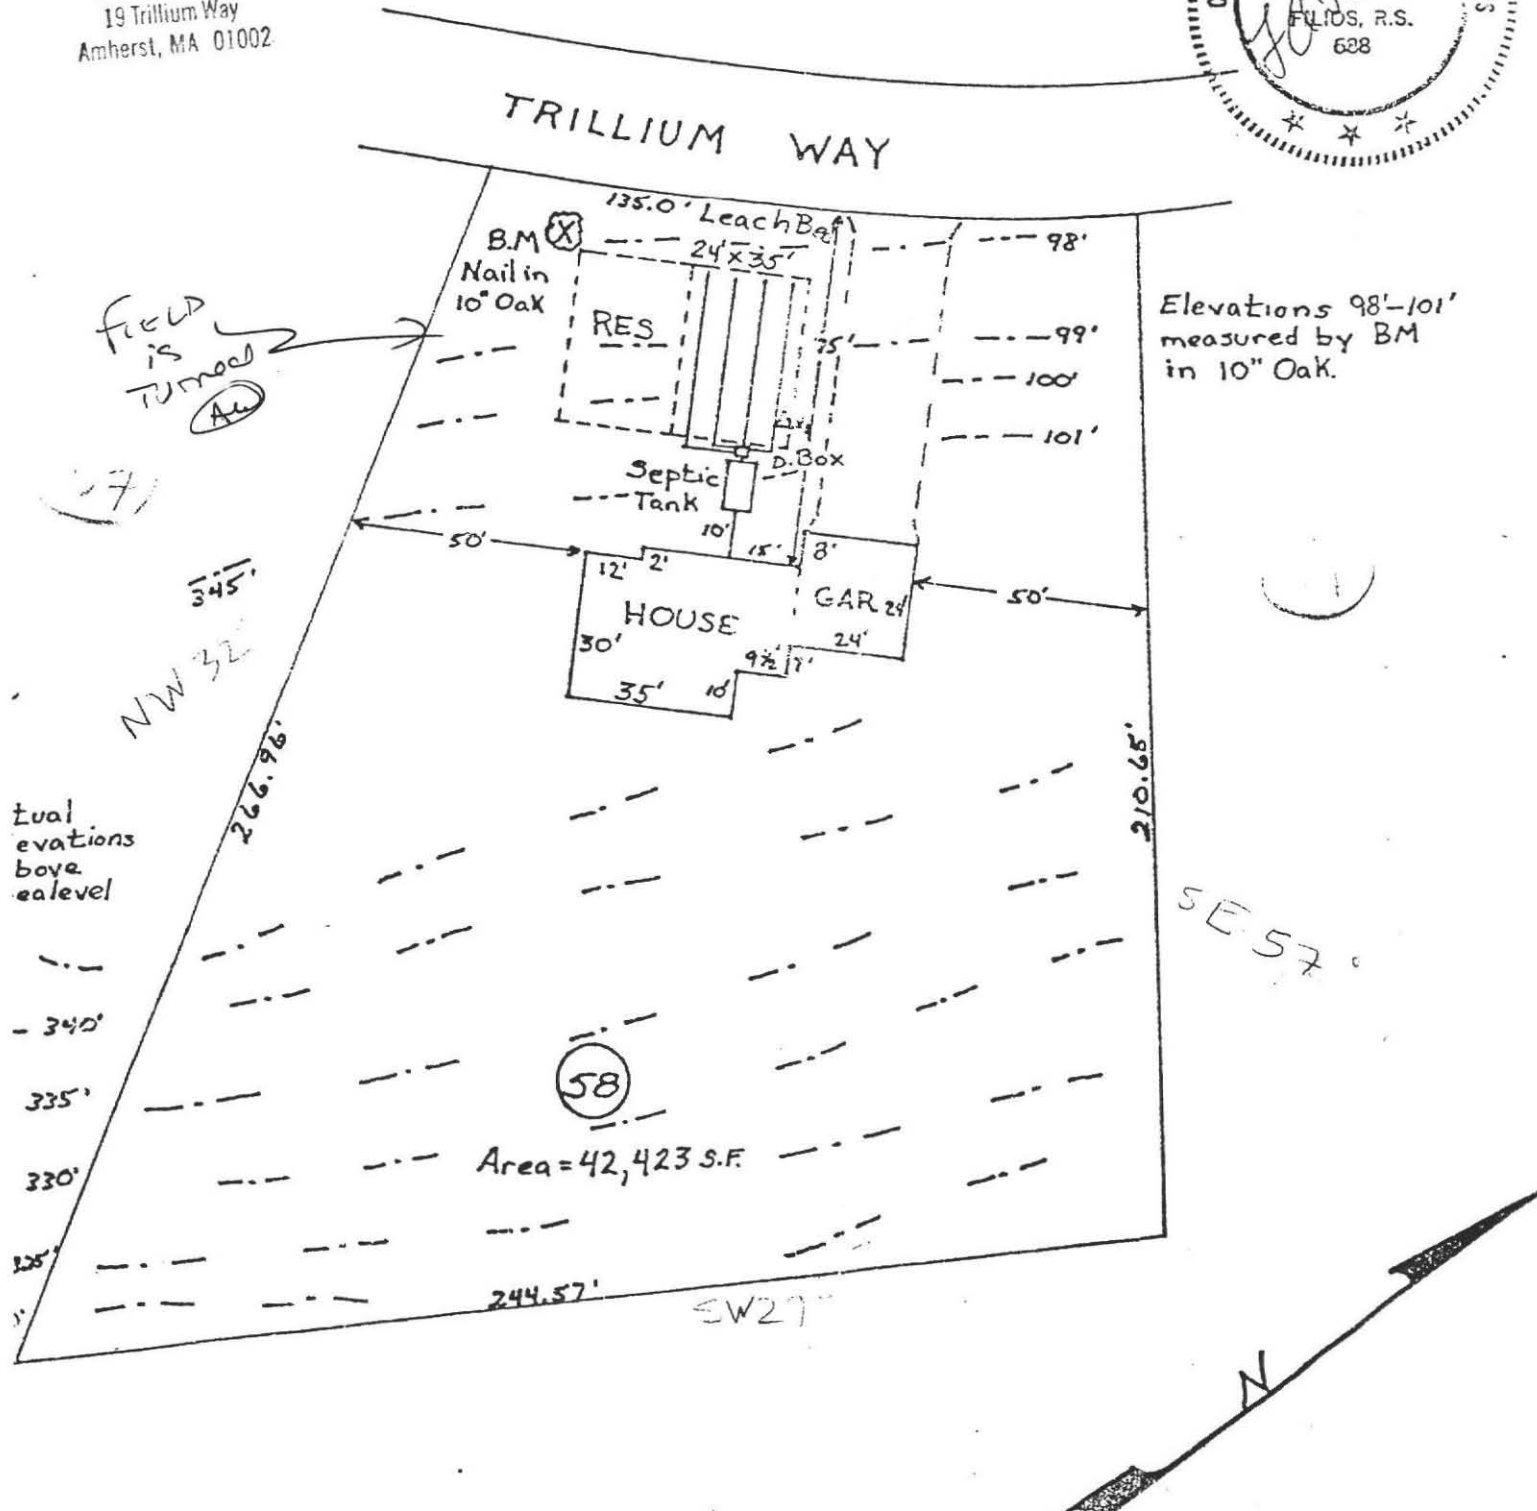 19 Trillium Way
Amherst, MA 01002
FILIOS, R.S.
688
TRILLIUM WAY
135.0' Leach Bed
24' x 35'
B.M
Nail in
10" Oak
RES
75'
98'
99'
100'
101'
Elevations 98'-101'
measured by BM
in 10" Oak.
FIELD
is
Turned
D. Box
Septic
Tank
10'
15'
8'
50'
12'
2'
HOUSE
GAR
24'
24'
30'
9½'
35'
10'
50'
345'
NW 32
266.96'
210.65'
tual
evations
bove
ealevel
SE 57°
340'
335'
330'
58
Area = 42,423 S.F.
244.57'
SW 29
N